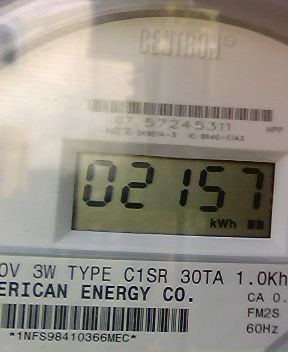 CENTRON®
07 57245311
02157
kWh
0V 3W TYPE C1SR 30TA 1.0Kh
ERICAN ENERGY CO.
CA 0.
FM2S
60Hz
*1NFS98410366MEC*